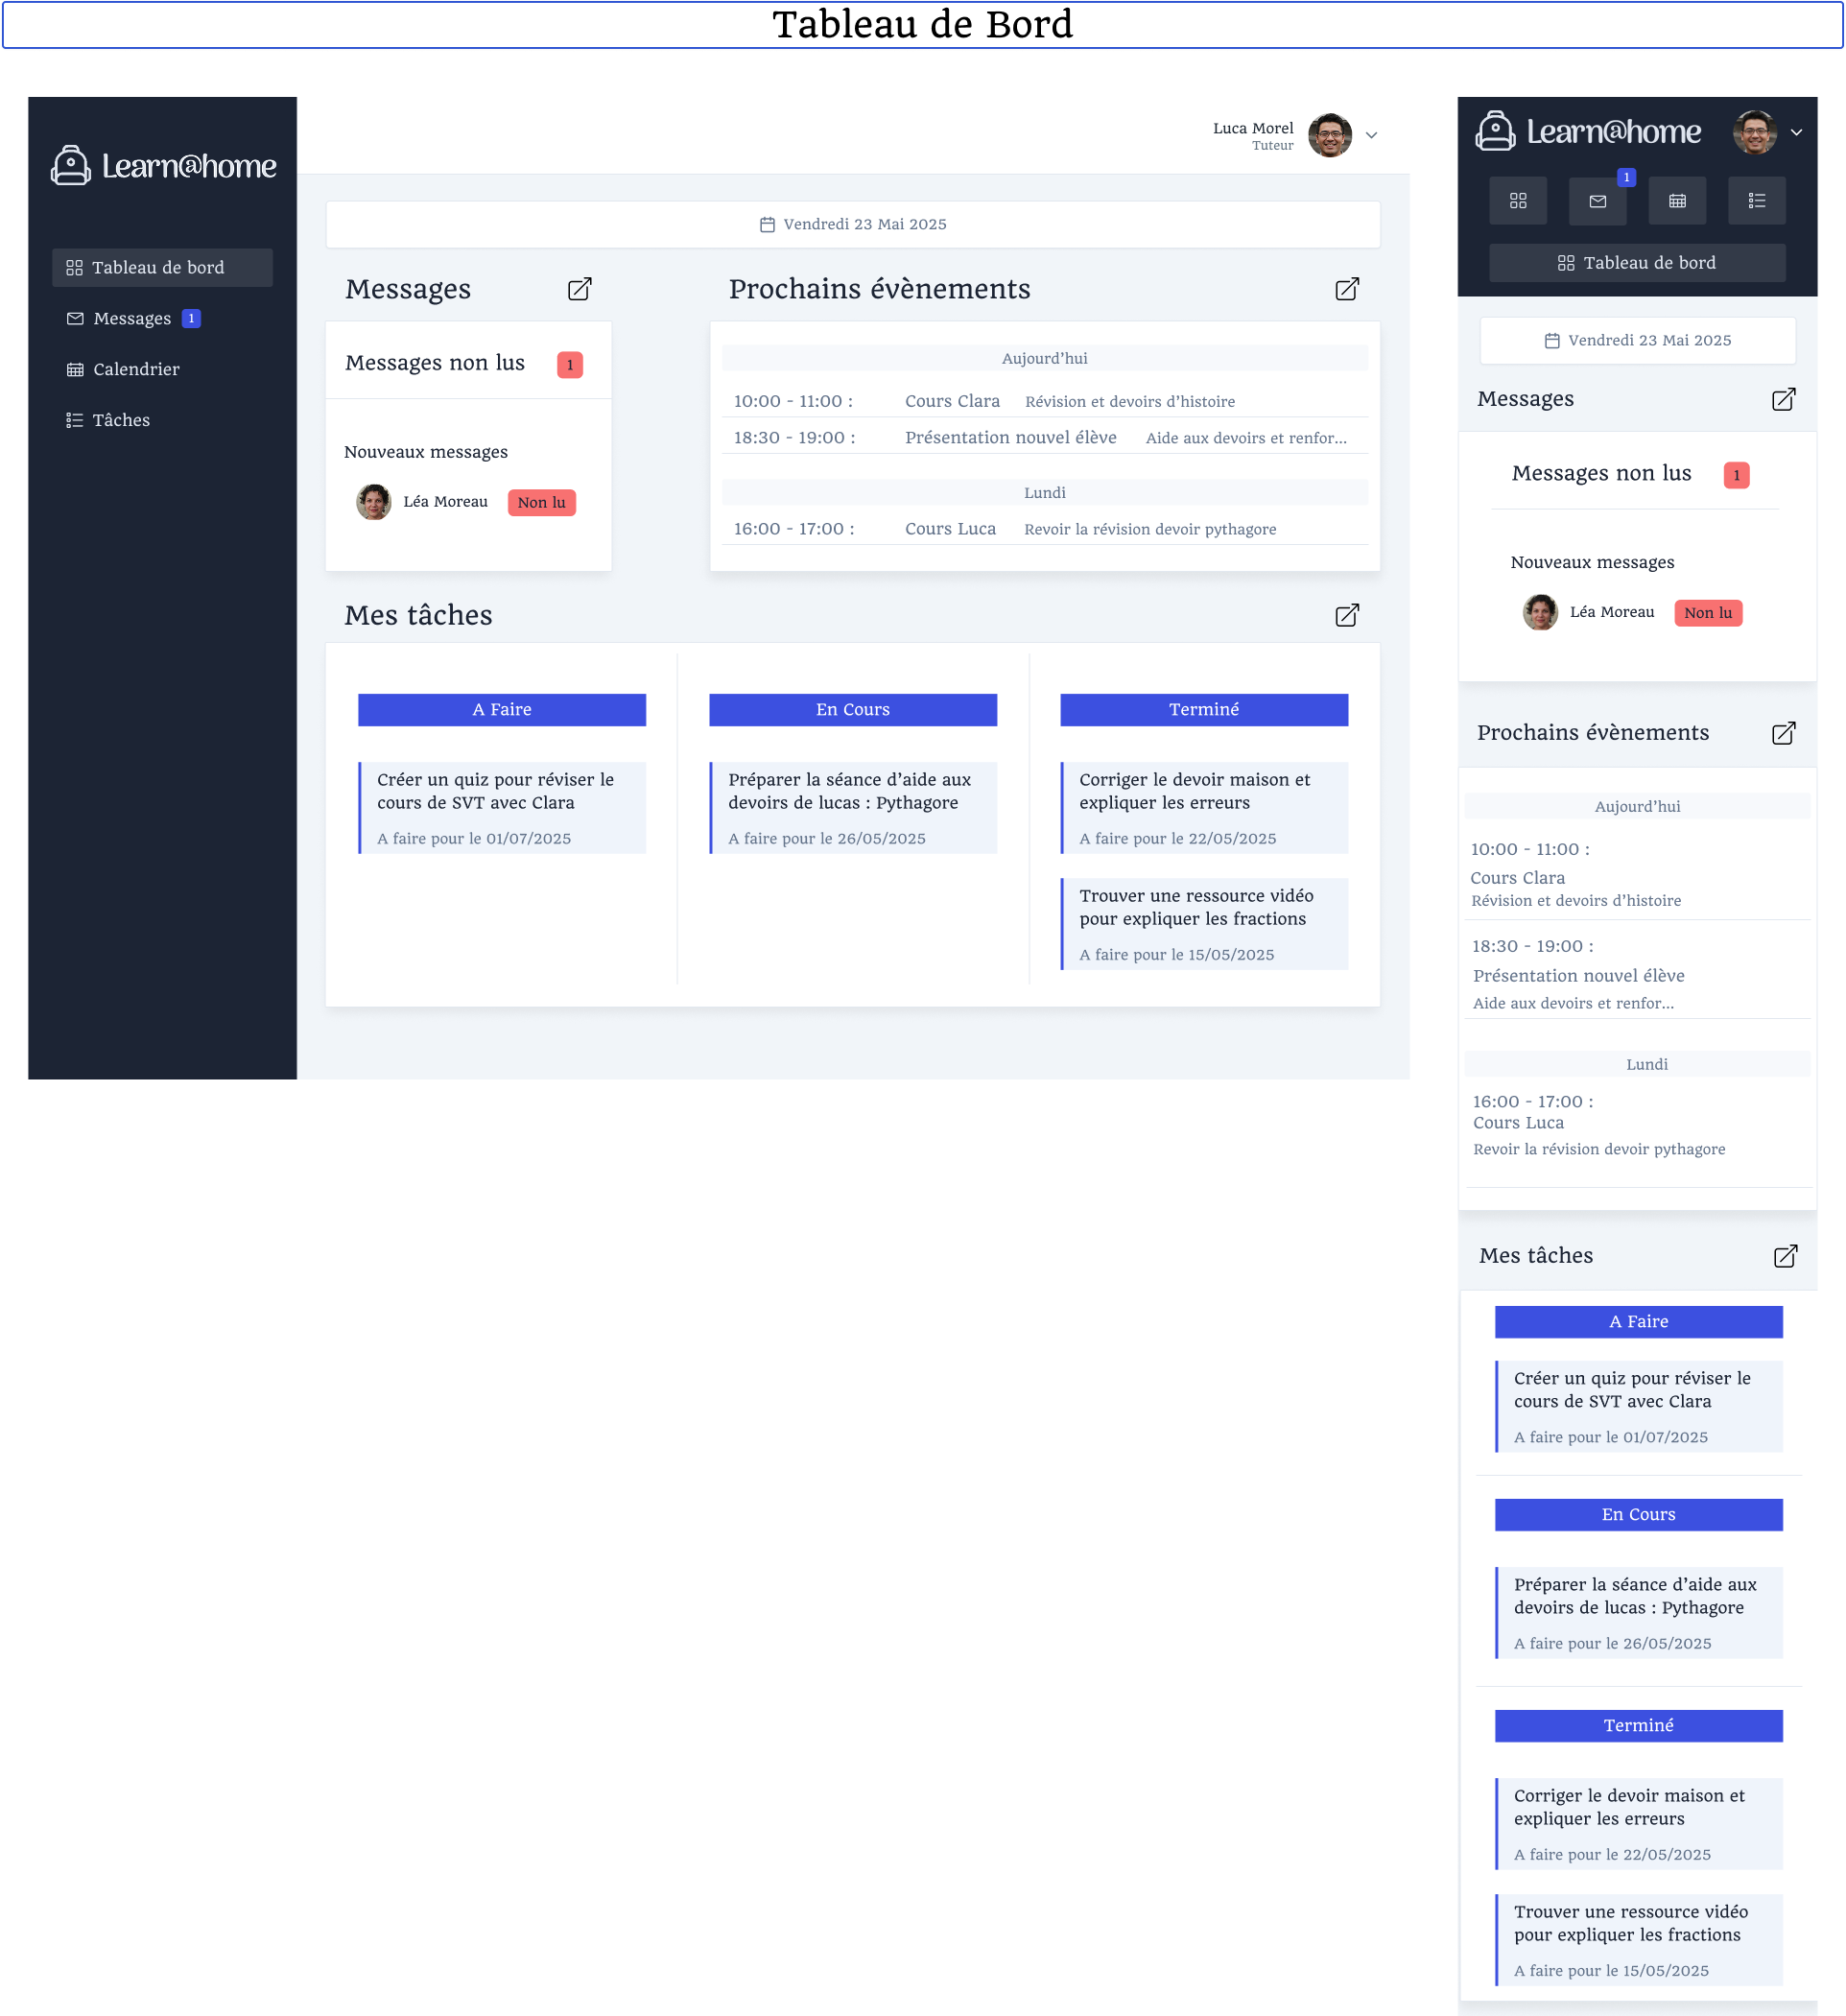 Tableau de Bord
Learn@home
Tableau de bord
Messages 1
Calendrier
Tâches
Luca Morel
Tuteur
Vendredi 23 Mai 2025
Messages
Messages non lus 1
Nouveaux messages
Léa Moreau Non lu
Prochains évènements
Aujourd’hui
10:00 - 11:00 : Cours Clara Révision et devoirs d’histoire
18:30 - 19:00 : Présentation nouvel élève Aide aux devoirs et renfor...
Lundi
16:00 - 17:00 : Cours Luca Revoir la révision devoir pythagore
Mes tâches
A Faire
Créer un quiz pour réviser le
cours de SVT avec Clara
A faire pour le 01/07/2025
En Cours
Préparer la séance d’aide aux
devoirs de lucas : Pythagore
A faire pour le 26/05/2025
Terminé
Corriger le devoir maison et
expliquer les erreurs
A faire pour le 22/05/2025
Trouver une ressource vidéo
pour expliquer les fractions
A faire pour le 15/05/2025
Learn@home
1
Tableau de bord
Vendredi 23 Mai 2025
Messages
Messages non lus 1
Nouveaux messages
Léa Moreau Non lu
Prochains évènements
Aujourd’hui
10:00 - 11:00 :
Cours Clara
Révision et devoirs d’histoire
18:30 - 19:00 :
Présentation nouvel élève
Aide aux devoirs et renfor...
Lundi
16:00 - 17:00 :
Cours Luca
Revoir la révision devoir pythagore
Mes tâches
A Faire
Créer un quiz pour réviser le
cours de SVT avec Clara
A faire pour le 01/07/2025
En Cours
Préparer la séance d’aide aux
devoirs de lucas : Pythagore
A faire pour le 26/05/2025
Terminé
Corriger le devoir maison et
expliquer les erreurs
A faire pour le 22/05/2025
Trouver une ressource vidéo
pour expliquer les fractions
A faire pour le 15/05/2025